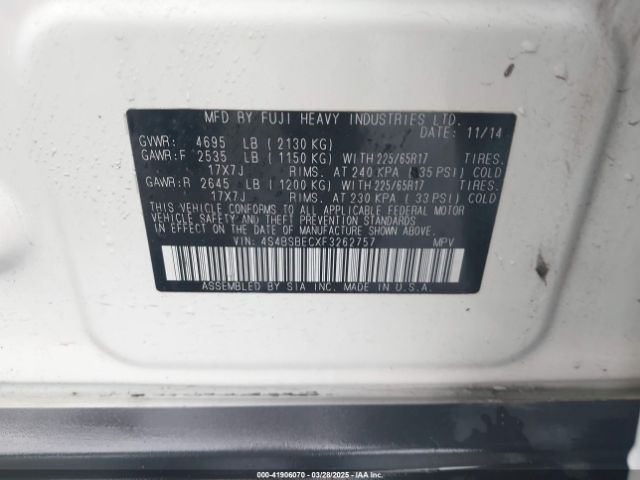 MFD BY FUJI HEAVY INDUSTRIES LTD.
DATE: 11/14
GVWR: 4695 LB (2130 KG)
GAWR:F 2535 LB (1150 KG) WITH 225/65R17 TIRES.
17X7J RIMS. AT 240 KPA (35 PSI) COLD
GAWR:R 2645 LB (1200 KG) WITH 225/65R17 TIRES.
17X7J RIMS. AT 230 KPA (33 PSI) COLD
THIS VEHICLE CONFORMS TO ALL APPLICABLE FEDERAL MOTOR
VEHICLE SAFETY AND THEFT PREVENTION STANDARDS IN
EFFECT ON THE DATE OF MANUFACTURE SHOWN ABOVE.
VIN: 4S4BSBECXF3262757 MPV
ASSEMBLED BY SIA INC. MADE IN U.S.A.
000-41906070 - 03/28/2025 - IAAI.COM